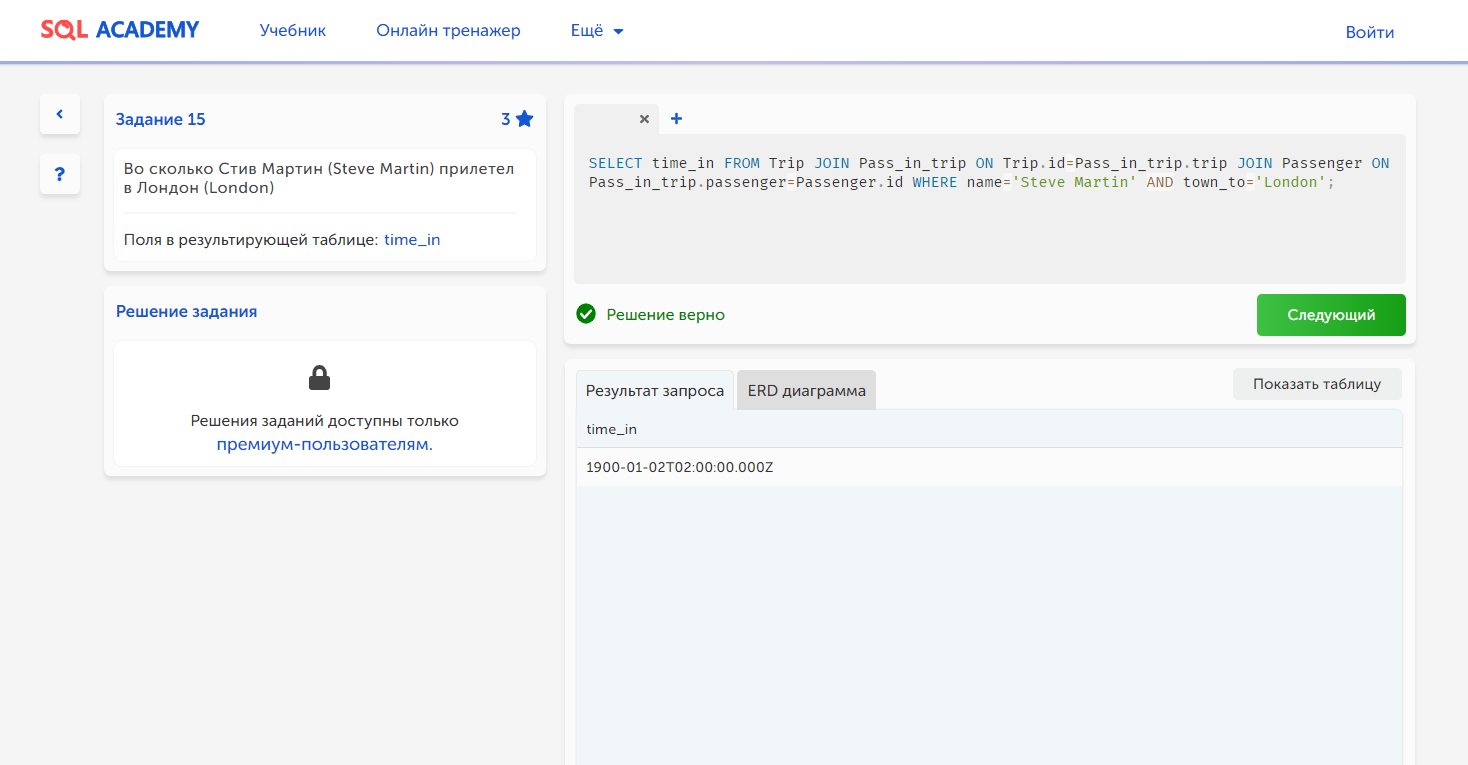 SQL ACADEMY
Учебник
Онлайн тренажер
Ещё
Войти
Задание 15
3
?
Во сколько Стив Мартин (Steve Martin) прилетел
в Лондон (London)
Поля в результирующей таблице: time_in
Решение задания
Решения заданий доступны только
премиум-пользователям.
SELECT time_in FROM Trip JOIN Pass_in_trip ON Trip.id=Pass_in_trip.trip JOIN Passenger ON
Pass_in_trip.passenger=Passenger.id WHERE name='Steve Martin' AND town_to='London';
Решение верно
Следующий
Результат запроса
ERD диаграмма
Показать таблицу
time_in
1900-01-02T02:00:00.000Z